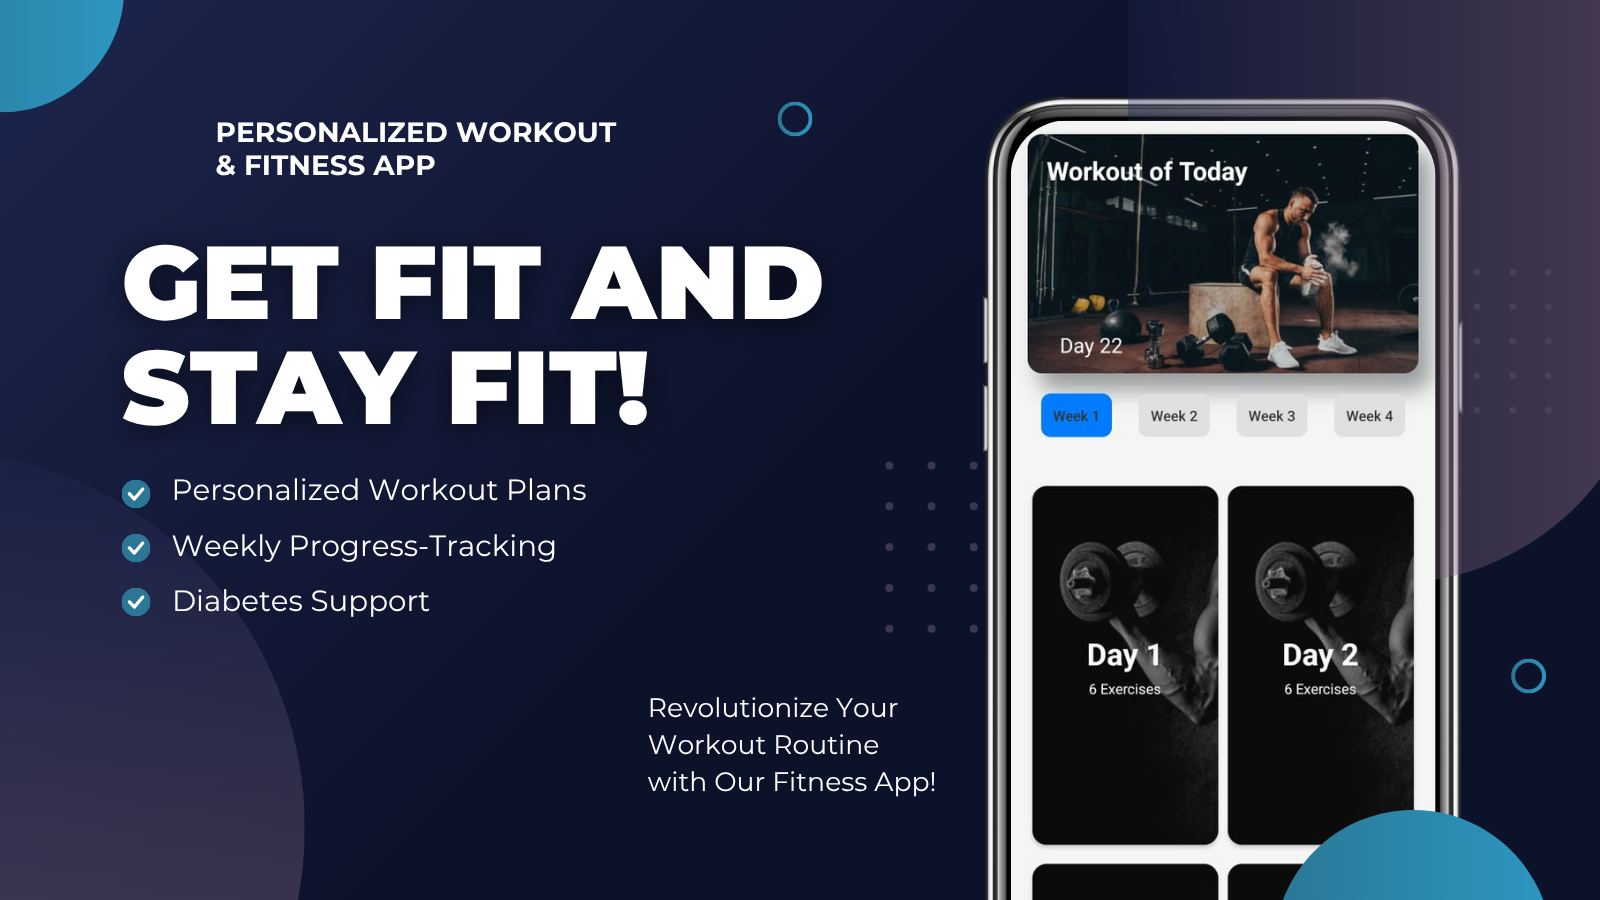 PERSONALIZED WORKOUT
& FITNESS APP
GET FIT AND
STAY FIT!
Personalized Workout Plans
Weekly Progress-Tracking
Diabetes Support
Revolutionize Your
Workout Routine
with Our Fitness App!
Workout of Today
Day 22
Week 1 Week 2 Week 3 Week 4
Day 1 Day 2
6 Exercises 6 Exercises